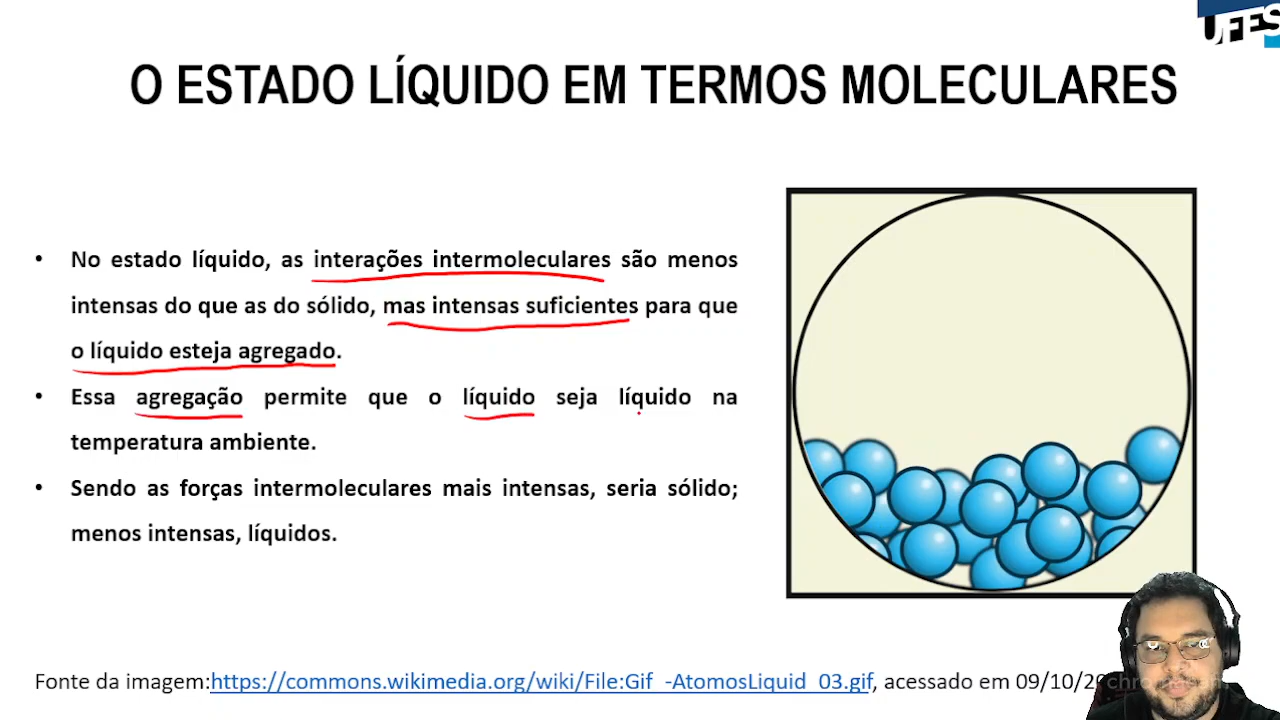 UFES
O ESTADO LÍQUIDO EM TERMOS MOLECULARES
• No estado líquido, as interações intermoleculares são menos
intensas do que as do sólido, mas intensas suficientes para que
o líquido esteja agregado.
• Essa agregação permite que o líquido seja líquido na
temperatura ambiente.
• Sendo as forças intermoleculares mais intensas, seria sólido;
menos intensas, líquidos.
Fonte da imagem:https://commons.wikimedia.org/wiki/File:Gif_-AtomosLiquid_03.gif, acessado em 09/10/20